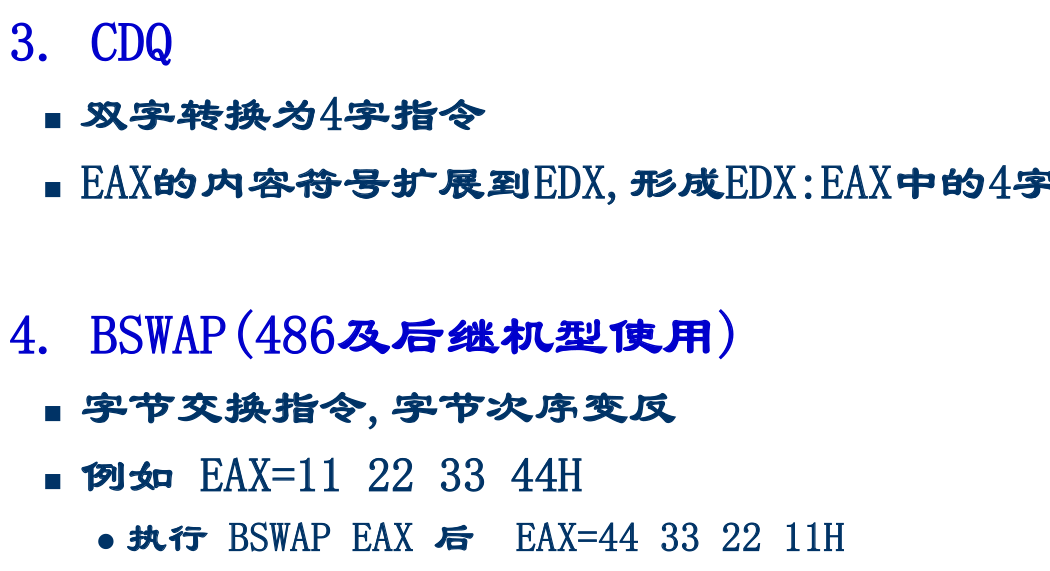 3. CDQ
▪ 双字转换为4字指令
▪ EAX的内容符号扩展到EDX,形成EDX:EAX中的4字
4. BSWAP(486及后继机型使用)
▪ 字节交换指令,字节次序变反
▪ 例如 EAX=11 22 33 44H
• 执行 BSWAP EAX 后 EAX=44 33 22 11H